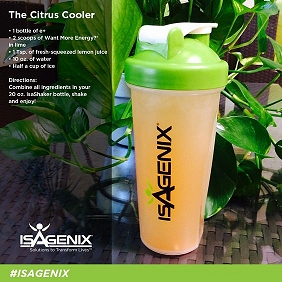 The Citrus Cooler
• 1 bottle of e+
• 2 scoops of Want More Energy?®
in lime
• 1 Tsp. of fresh-squeezed lemon juice
• 10 oz. of water
• Half a cup of ice
Directions:
Combine all ingredients in your
20 oz. IsaShaker bottle, shake
and enjoy!
ISAGENIX®
ISAGENIX
Solutions to Transform Lives™
#ISAGENIX